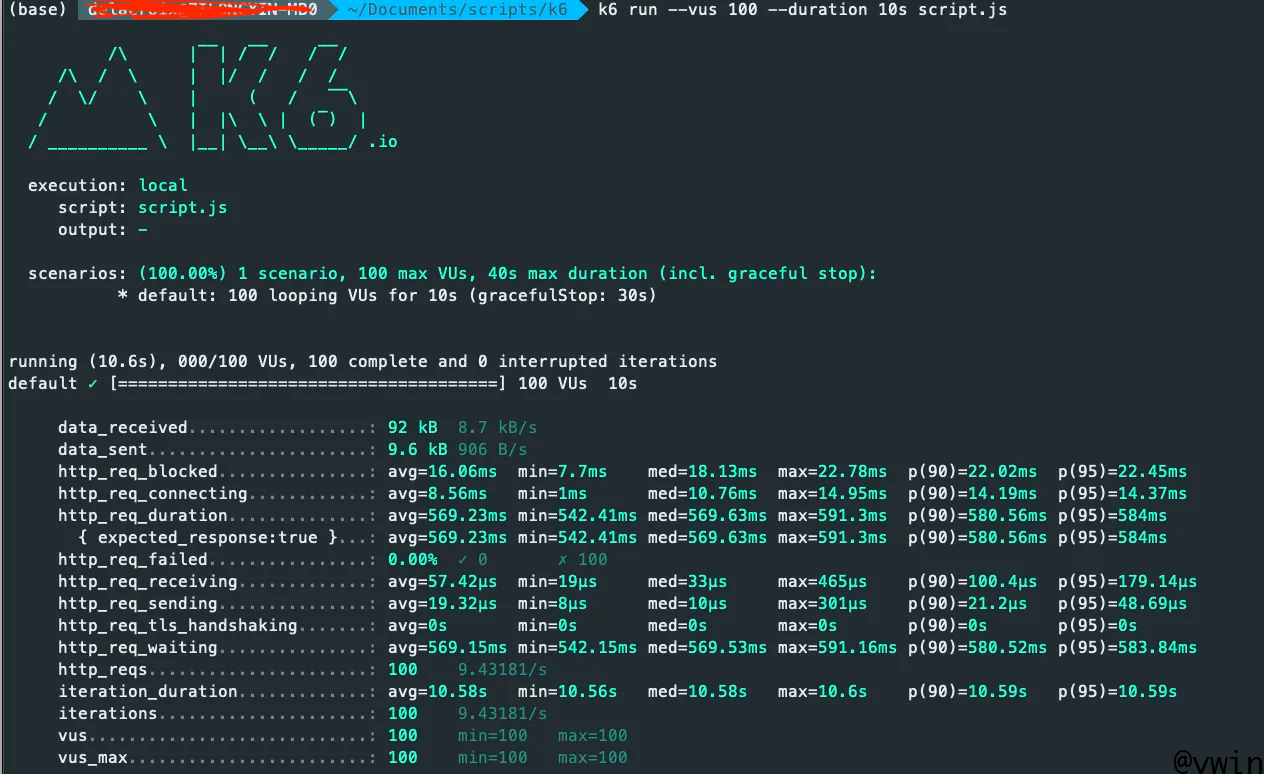 (base) ~/Documents/scripts/k6 k6 run --vus 100 --duration 10s script.js
K6 .io
execution: local
script: script.js
output: -
scenarios: (100.00%) 1 scenario, 100 max VUs, 40s max duration (incl. graceful stop):
* default: 100 looping VUs for 10s (gracefulStop: 30s)
running (10.6s), 000/100 VUs, 100 complete and 0 interrupted iterations
default ✓ [======================================] 100 VUs  10s
data_received..................: 92 kB  8.7 kB/s
data_sent......................: 9.6 kB 906 B/s
http_req_blocked...............: avg=16.06ms  min=7.7ms    med=18.13ms  max=22.78ms  p(90)=22.02ms  p(95)=22.45ms
http_req_connecting............: avg=8.56ms   min=1ms      med=10.76ms  max=14.95ms  p(90)=14.19ms  p(95)=14.37ms
http_req_duration..............: avg=569.23ms min=542.41ms med=569.63ms max=591.3ms  p(90)=580.56ms p(95)=584ms
{ expected_response:true }...: avg=569.23ms min=542.41ms med=569.63ms max=591.3ms  p(90)=580.56ms p(95)=584ms
http_req_failed................: 0.00%  ✓ 0       ✗ 100
http_req_receiving.............: avg=57.42µs  min=19µs     med=33µs     max=465µs    p(90)=100.4µs  p(95)=179.14µs
http_req_sending...............: avg=19.32µs  min=8µs      med=10µs     max=301µs    p(90)=21.2µs   p(95)=48.69µs
http_req_tls_handshaking.......: avg=0s       min=0s       med=0s       max=0s       p(90)=0s       p(95)=0s
http_req_waiting...............: avg=569.15ms min=542.15ms med=569.53ms max=591.16ms p(90)=580.52ms p(95)=583.84ms
http_reqs......................: 100    9.43181/s
iteration_duration.............: avg=10.58s   min=10.56s   med=10.58s   max=10.6s    p(90)=10.59s   p(95)=10.59s
iterations.....................: 100    9.43181/s
vus............................: 100    min=100   max=100
vus_max........................: 100    min=100   max=100